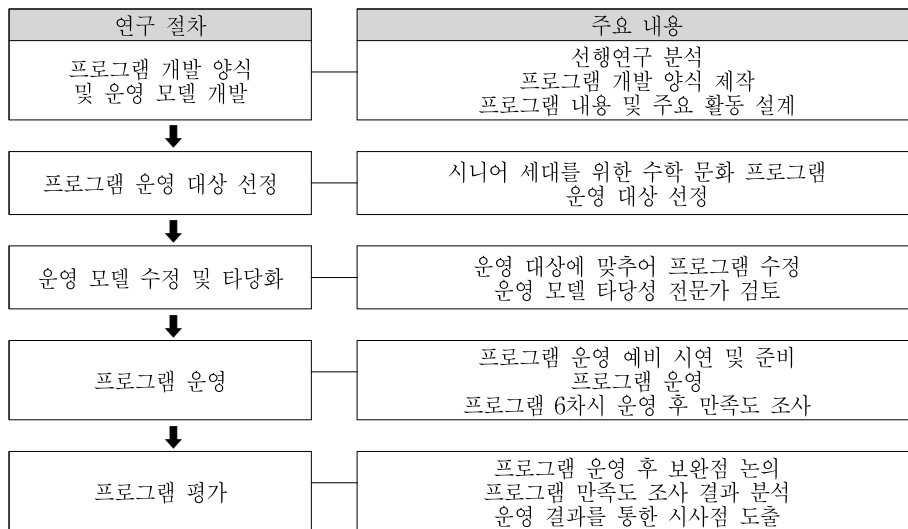 연구 절차
주요 내용
프로그램 개발 양식
및 운영 모델 개발
선행연구 분석
프로그램 개발 양식 제작
프로그램 내용 및 주요 활동 설계
프로그램 운영 대상 선정
시니어 세대를 위한 수학 문화 프로그램
운영 대상 선정
운영 모델 수정 및 타당화
운영 대상에 맞추어 프로그램 수정
운영 모델 타당성 전문가 검토
프로그램 운영
프로그램 운영 예비 시연 및 준비
프로그램 운영
프로그램 6차시 운영 후 만족도 조사
프로그램 평가
프로그램 운영 후 보완점 논의
프로그램 만족도 조사 결과 분석
운영 결과를 통한 시사점 도출